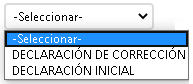 -Seleccionar-
-Seleccionar-
DECLARACIÓN DE CORRECCIÓN
DECLARACIÓN INICIAL